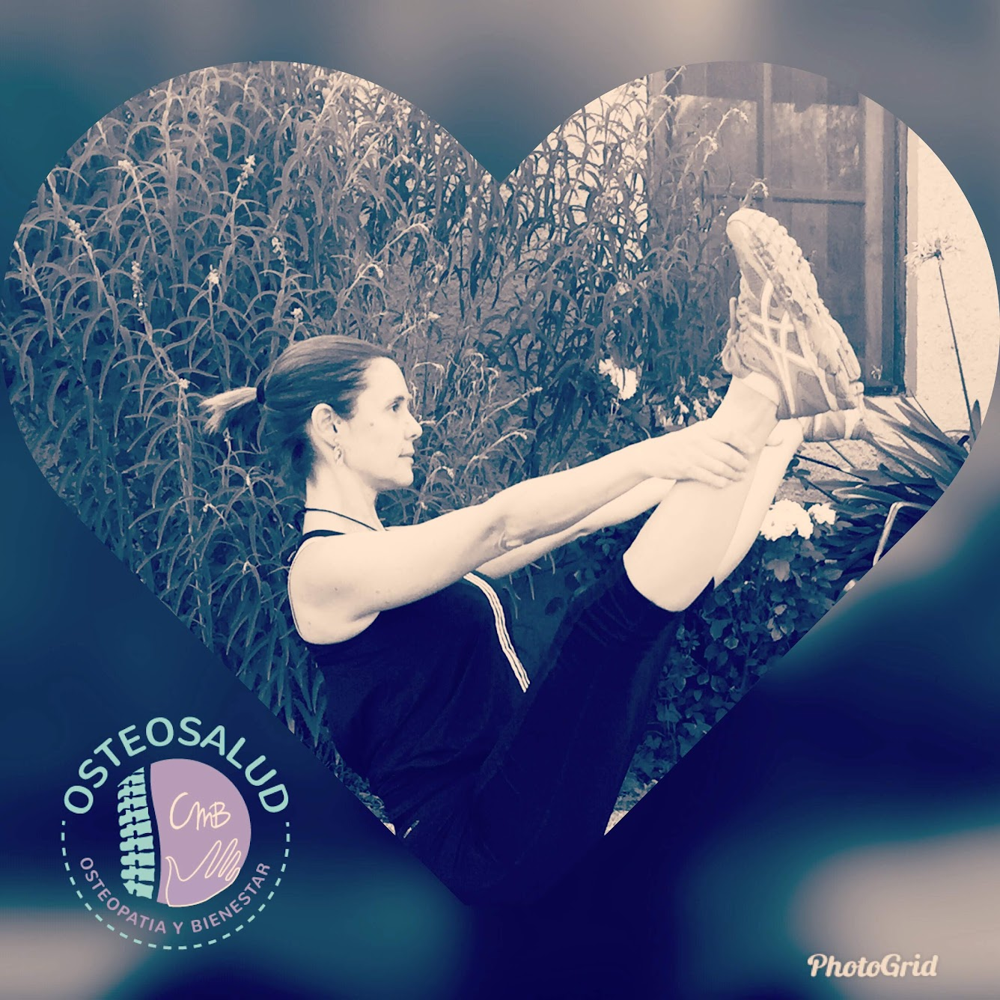 OSTEOSALUD
CMB
OSTEOPATIA Y BIENESTAR
PhotoGrid